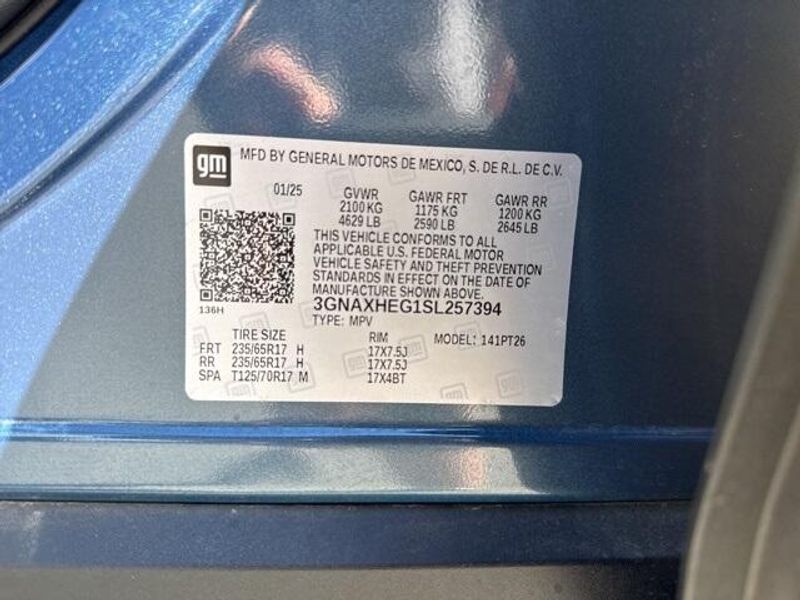 gm MFD BY GENERAL MOTORS DE MEXICO, S. DE R.L. DE C.V.
01/25 GVWR GAWR FRT GAWR RR
2100 KG 1175 KG 1200 KG
4629 LB 2590 LB 2645 LB
THIS VEHICLE CONFORMS TO ALL
APPLICABLE U.S. FEDERAL MOTOR
VEHICLE SAFETY AND THEFT PREVENTION
STANDARDS IN EFFECT ON THE DATE OF
MANUFACTURE SHOWN ABOVE.
136H 3GNAXHEG1SL257394
TYPE: MPV
TIRE SIZE RIM MODEL: 141PT26
FRT 235/65R17 H 17X7.5J
RR 235/65R17 H 17X7.5J
SPA T125/70R17 M 17X4BT